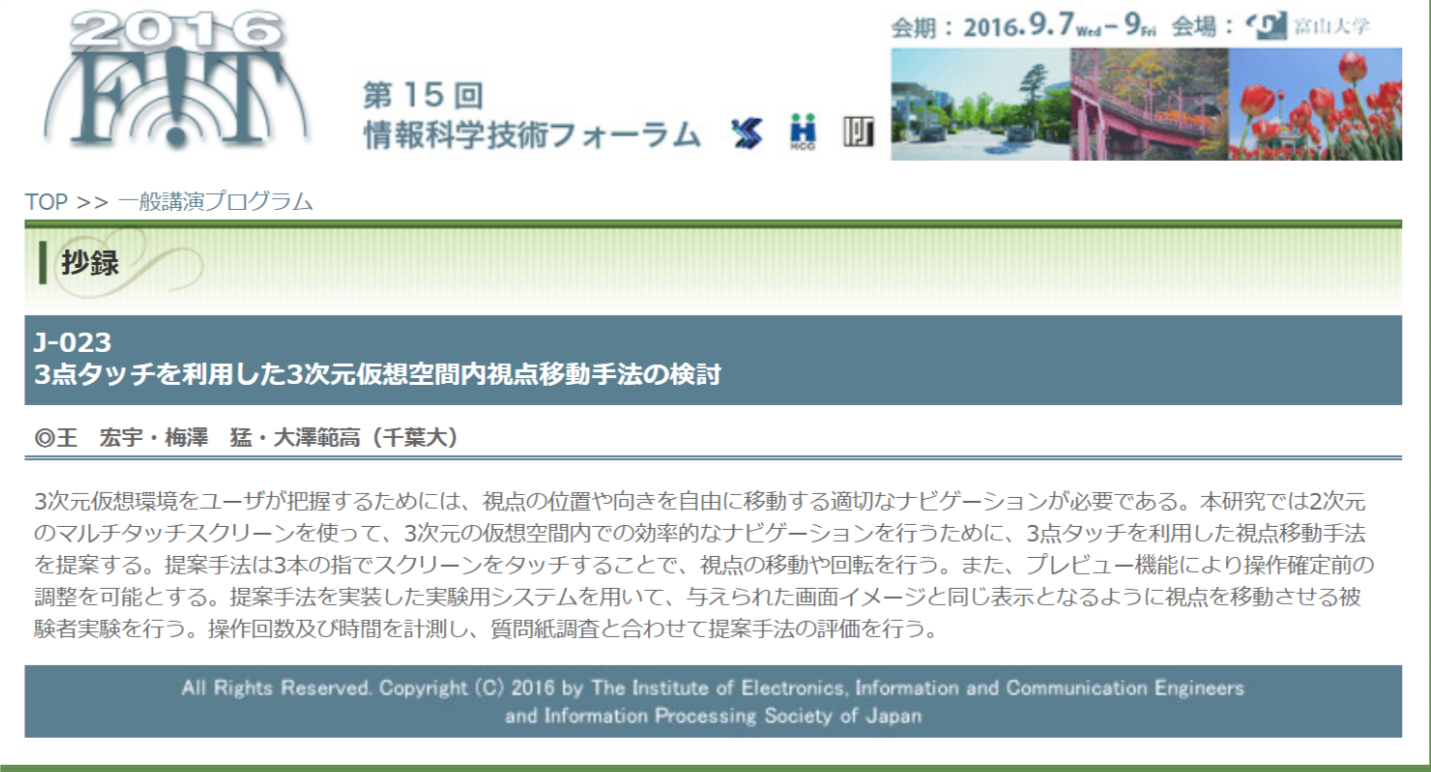 2016
F!T
会期：2016.9.7Wed－9Fri 会場：富山大学
第15回
情報科学技術フォーラム
HCG
TOP >> 一般講演プログラム
抄録
J-023
3点タッチを利用した3次元仮想空間内視点移動手法の検討
◎王　宏宇・梅澤　猛・大澤範高（千葉大）
3次元仮想環境をユーザが把握するためには、視点の位置や向きを自由に移動する適切なナビゲーションが必要である。本研究では2次元
のマルチタッチスクリーンを使って、3次元の仮想空間内での効率的なナビゲーションを行うために、3点タッチを利用した視点移動手法
を提案する。提案手法は3本の指でスクリーンをタッチすることで、視点の移動や回転を行う。また、プレビュー機能により操作確定前の
調整を可能とする。提案手法を実装した実験用システムを用いて、与えられた画面イメージと同じ表示となるように視点を移動させる被
験者実験を行う。操作回数及び時間を計測し、質問紙調査と合わせて提案手法の評価を行う。
All Rights Reserved. Copyright (C) 2016 by The Institute of Electronics, Information and Communication Engineers
and Information Processing Society of Japan